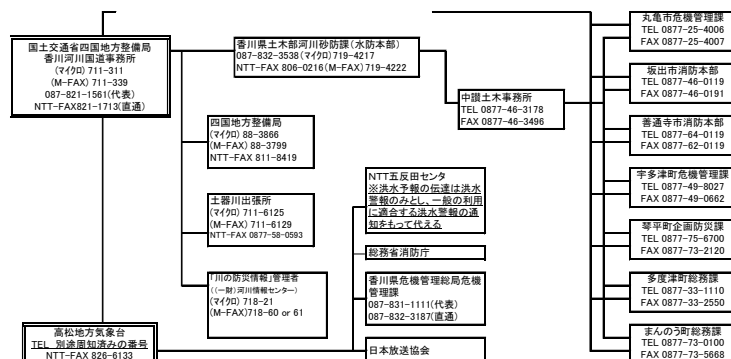 国土交通省四国地方整備局
香川河川国道事務所
(マイクロ) 711-311
(M-FAX) 711-339
087-821-1561(代表)
NTT-FAX821-1713(直通)
香川県土木部河川砂防課(水防本部)
087-832-3538(マイクロ)719-4217
NTT-FAX 806-0216(M-FAX)719-4222
四国地方整備局
(マイクロ) 88-3866
(M-FAX) 88-3799
NTT-FAX 811-8419
土器川出張所
(マイクロ) 711-6125
(M-FAX) 711-6129
NTT-FAX 0877-58-0593
「川の防災情報」管理者
((一財)河川情報センター)
(マイクロ) 718-21
(M-FAX)718-60 or 61
高松地方気象台
TEL 別途周知済みの番号
NTT-FAX 826-6133
中讃土木事務所
TEL 0877-46-3178
FAX 0877-46-3496
NTT五反田センタ
※洪水予報の伝達は洪水
警報のみとし、一般の利用
に適合する洪水警報の通
知をもって代える
総務省消防庁
香川県危機管理総局危機
管理課
087-831-1111(代表)
087-832-3187(直通)
日本放送協会
丸亀市危機管理課
TEL 0877-25-4006
FAX 0877-25-4007
坂出市消防本部
TEL 0877-46-0119
FAX 0877-46-0191
善通寺市消防本部
TEL 0877-64-0119
FAX 0877-62-0119
宇多津町危機管理課
TEL 0877-49-8027
FAX 0877-49-0662
琴平町企画防災課
TEL 0877-75-6700
FAX 0877-73-2120
多度津町総務課
TEL 0877-33-1110
FAX 0877-33-2550
まんのう町総務課
TEL 0877-73-0100
FAX 0877-73-5668